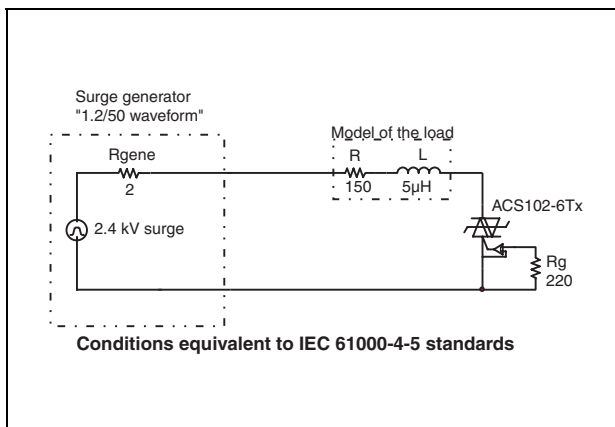 Surge generator
"1.2/50 waveform"
Rgene
2
2.4 kV surge
Model of the load
R
L
150
5µH
ACS102-6Tx
Rg
220
Conditions equivalent to IEC 61000-4-5 standards